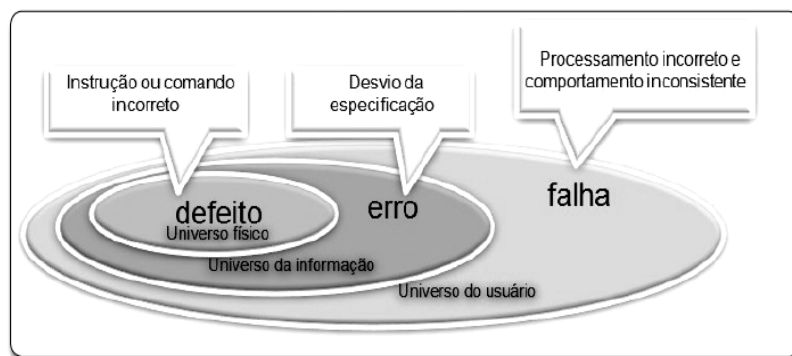 Instrução ou comando
incorreto
Desvio da
especificação
Processamento incorreto e
comportamento inconsistente
defeito
Universo físico
erro
Universo da informação
falha
Universo do usuário